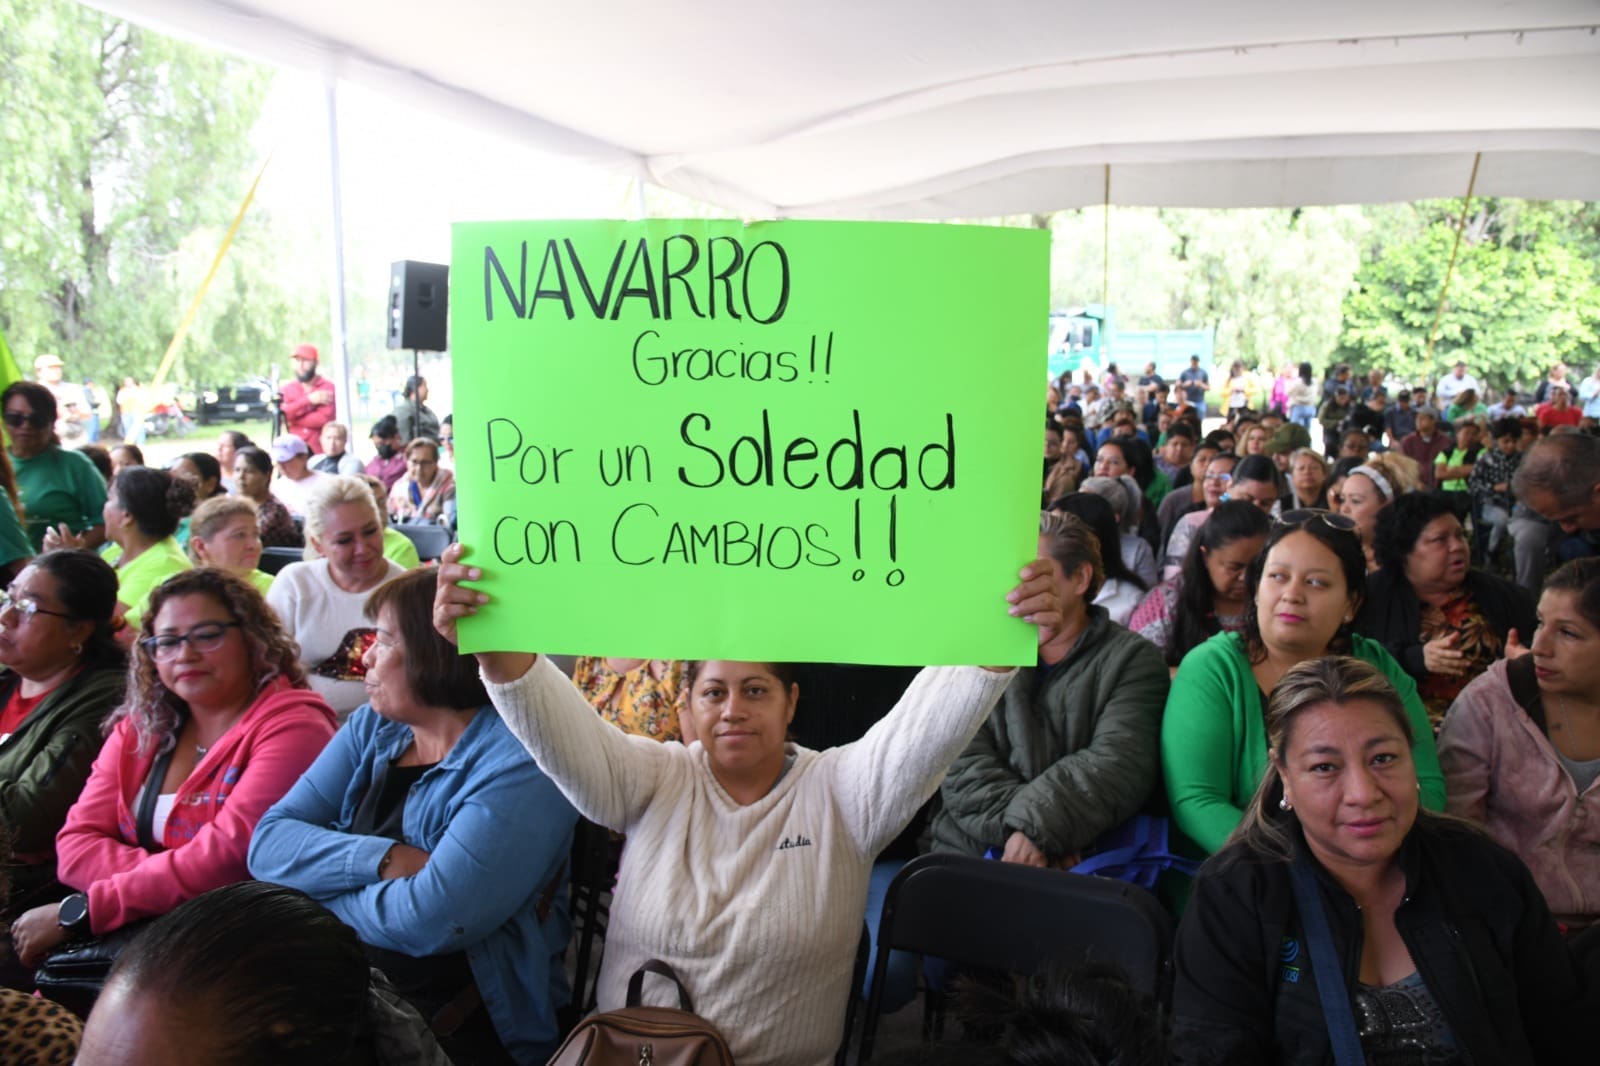 NAVARRO
Gracias!!
Por un Soledad
con CAMBIOS!!